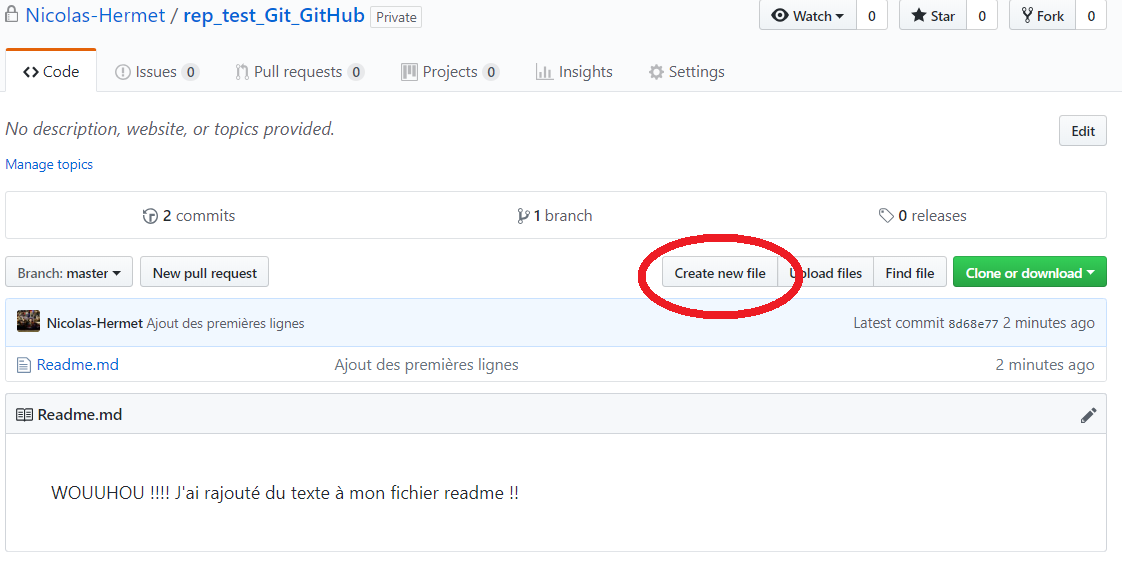 Nicolas-Hermet / rep_test_Git_GitHub Private Watch 0 Star 0 Fork 0
Code Issues 0 Pull requests 0 Projects 0 Insights Settings
No description, website, or topics provided. Edit
Manage topics
2 commits 1 branch 0 releases
Branch: master New pull request Create new file Upload files Find file Clone or download
Nicolas-Hermet Ajout des premières lignes Latest commit 8d68e77 2 minutes ago
Readme.md Ajout des premières lignes 2 minutes ago
Readme.md
WOUUHOU !!!! J'ai rajouté du texte à mon fichier readme !!